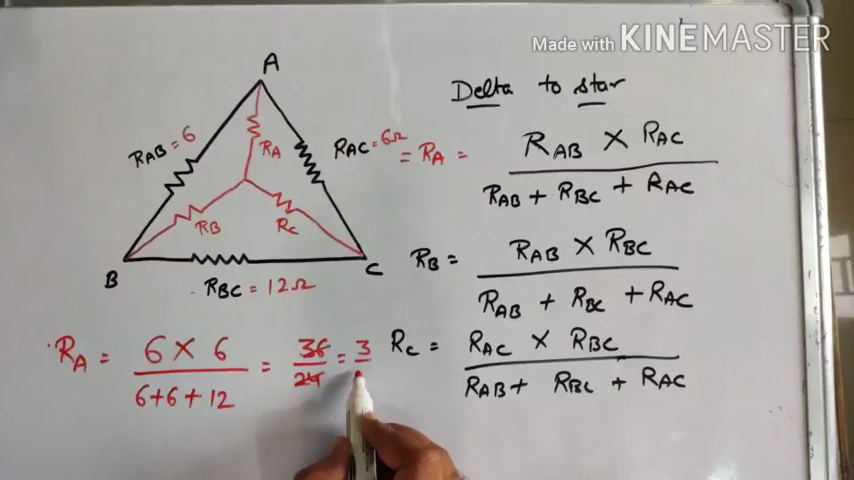 Made with KINEMASTER
A
Delta to star
RAB = 6
RA
RAC = 6Ω
= RA = RAB × RAC
RAB + RBC + RAC
RB
RC
B
C
RBC = 12Ω
RB = RAB × RBC
RAB + RBC + RAC
RA = 6 × 6 = 36 = 3
6+6+12 24
RC = RAC × RBC
RAB + RBC + RAC